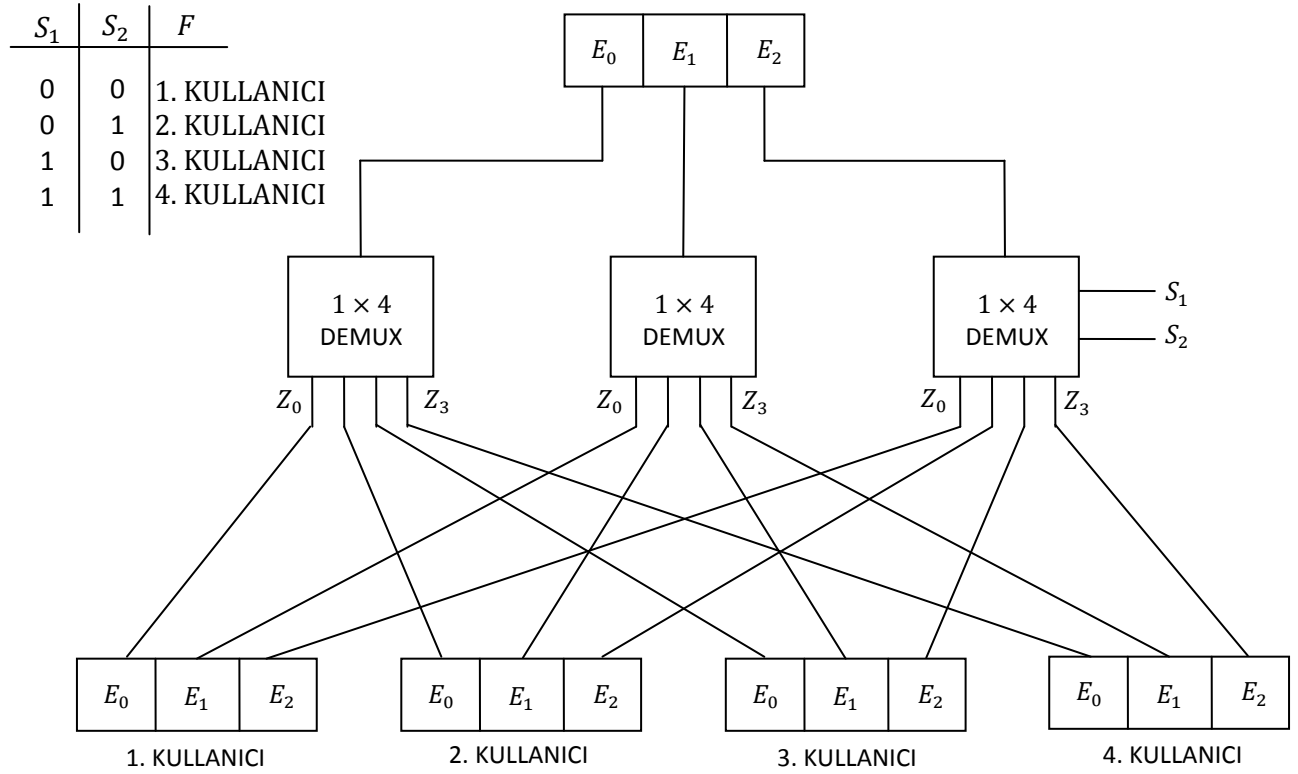 S₁ S₂ F
0 0 1. KULLANICI
0 1 2. KULLANICI
1 0 3. KULLANICI
1 1 4. KULLANICI
E₀ E₁ E₂
1 × 4
DEMUX
1 × 4
DEMUX
1 × 4
DEMUX
S₁
S₂
Z₀ Z₃ Z₀ Z₃ Z₀ Z₃
E₀ E₁ E₂ E₀ E₁ E₂ E₀ E₁ E₂ E₀ E₁ E₂
1. KULLANICI 2. KULLANICI 3. KULLANICI 4. KULLANICI